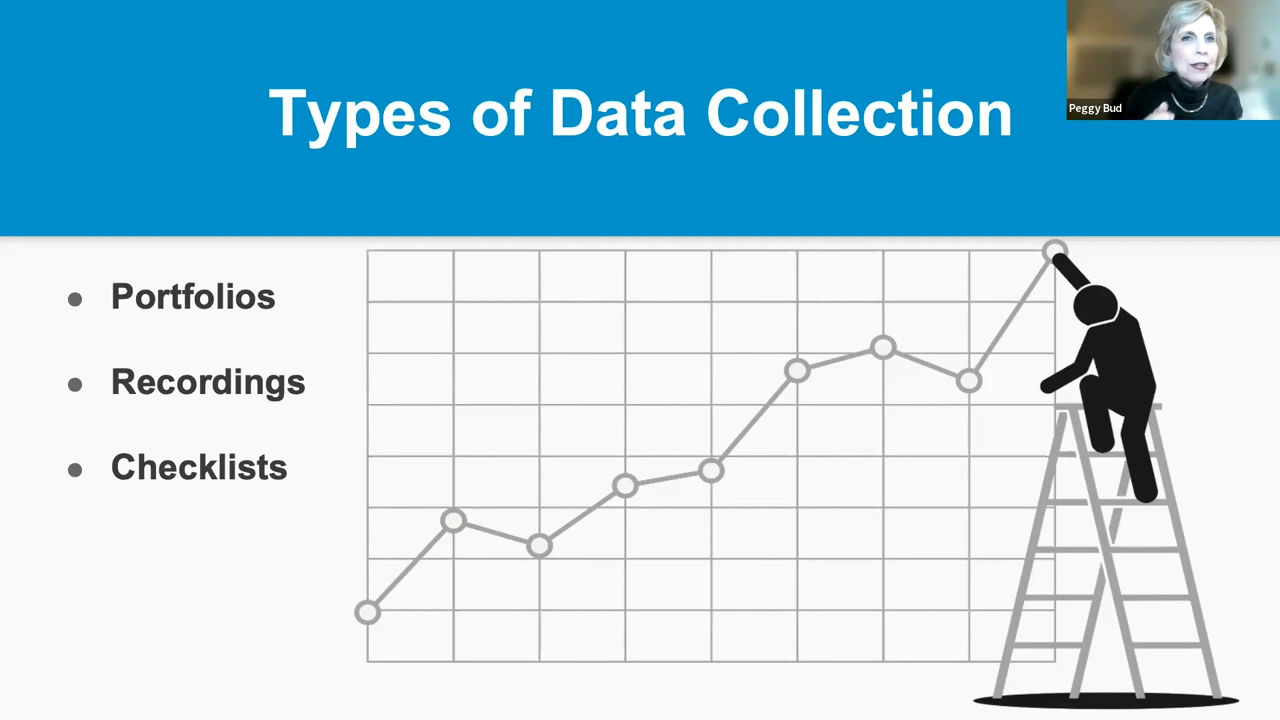 Types of Data Collection
Peggy Bud
● Portfolios
● Recordings
● Checklists